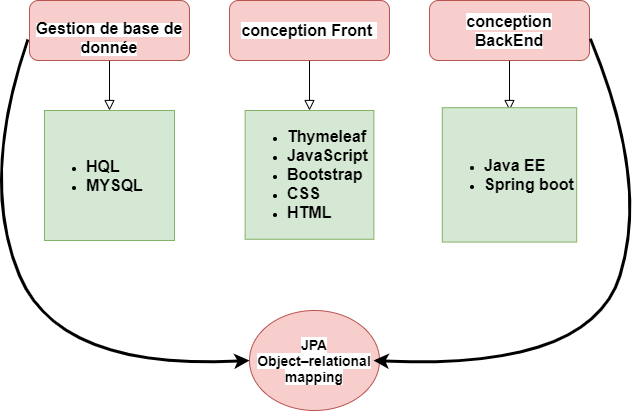 Gestion de base de
donnée
conception Front
conception
BackEnd
• HQL
• MYSQL
• Thymeleaf
• JavaScript
• Bootstrap
• CSS
• HTML
• Java EE
• Spring boot
JPA
Object–relational
mapping